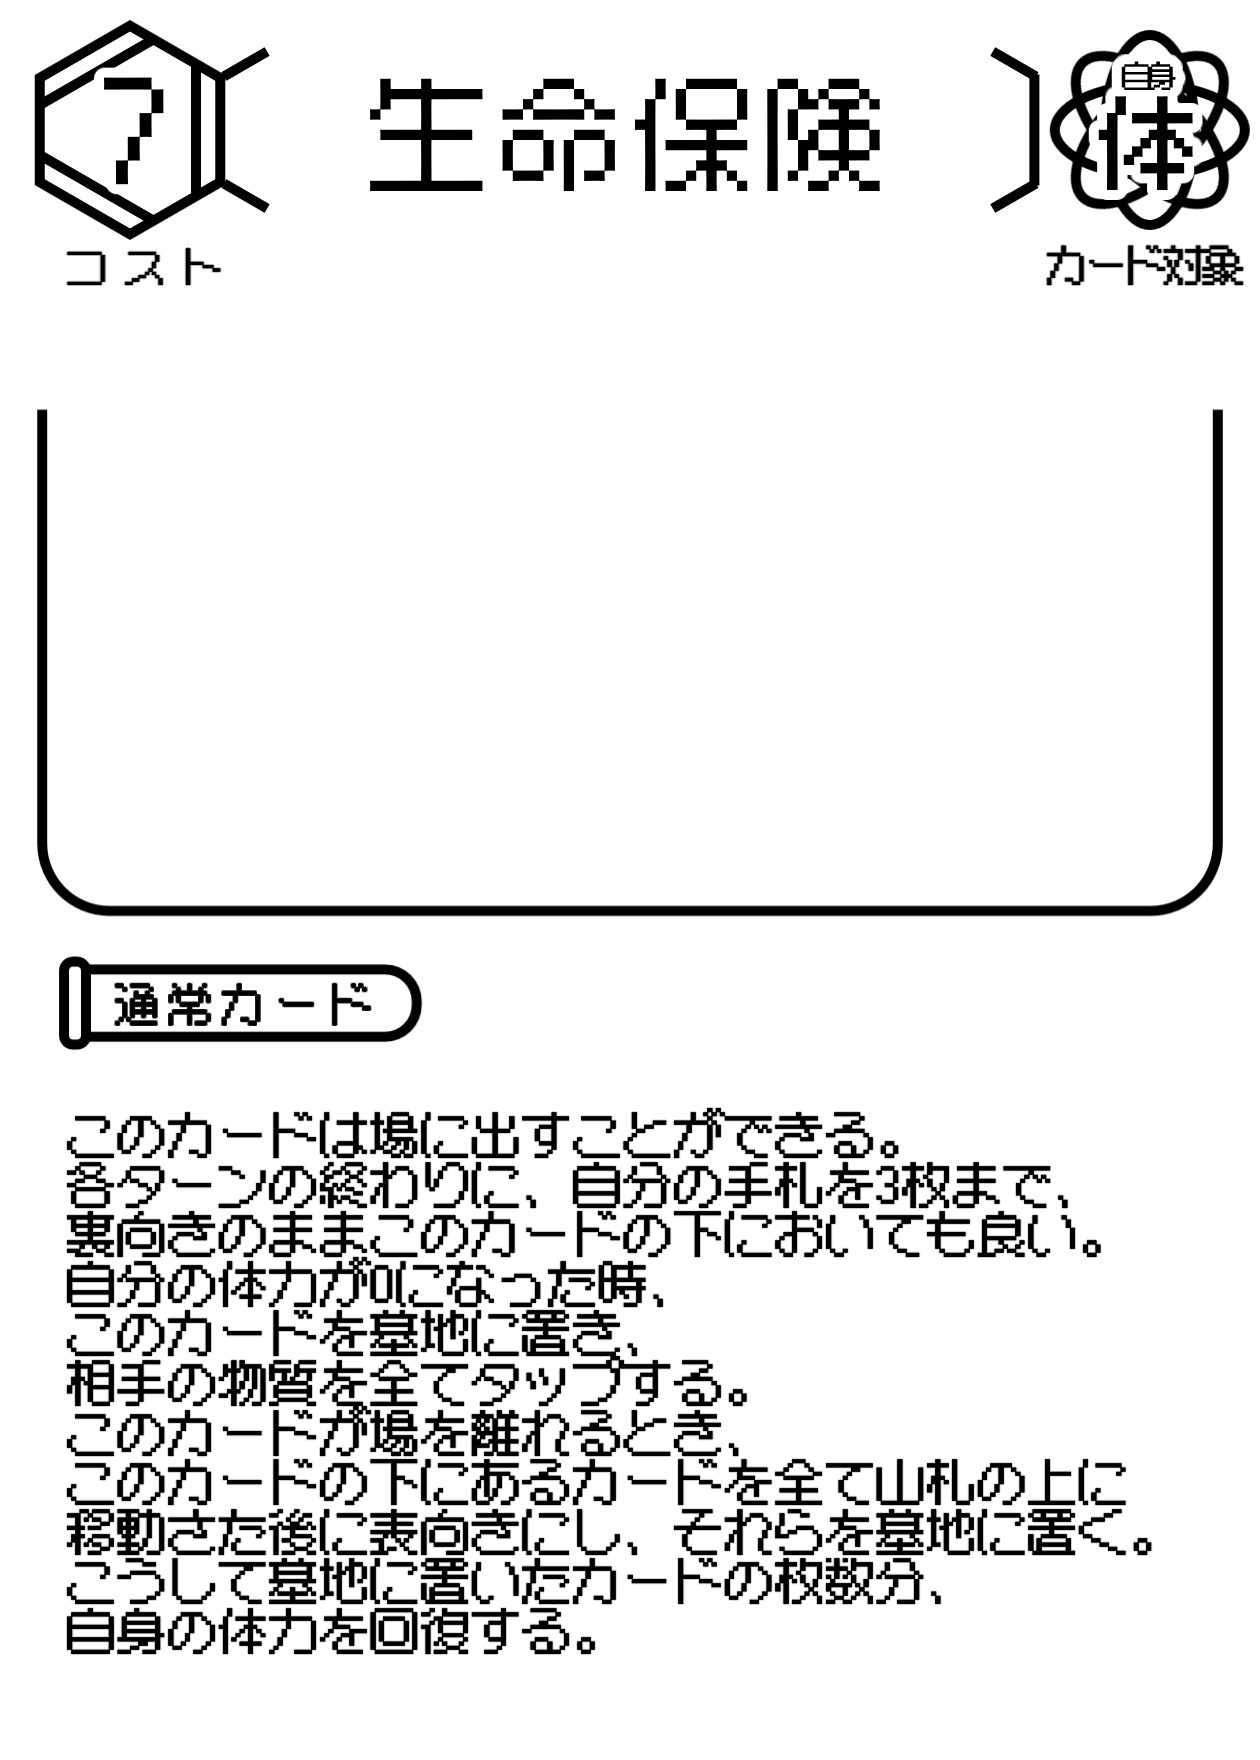 7
生命保険
自身
体
コスト
カード対象
通常カード
このカードは場に出すことができる。
各ターンの終わりに、自分の手札を3枚まで、
裏向きのままこのカードの下においても良い。
自分の体力が0になった時、
このカードを墓地に置き、
相手の物質を全てタップする。
このカードが場を離れるとき、
このカードの下にあるカードを全て山札の上に
移動させた後に表向きにし、それらを墓地に置く。
こうして墓地に置いたカードの枚数分、
自身の体力を回復する。